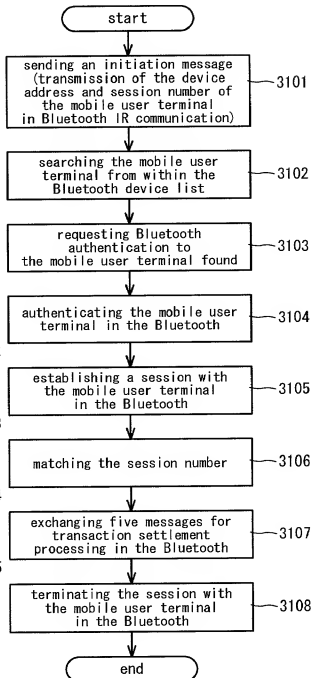 start
sending an initiation message
(transmission of the device
address and session number of
the mobile user terminal
in Bluetooth IR communication)
3101
searching the mobile user
terminal from within the
Bluetooth device list
3102
requesting Bluetooth
authentication to
the mobile user terminal found
3103
authenticating the mobile user
terminal in the Bluetooth
3104
establishing a session with
the mobile user terminal
in the Bluetooth
3105
matching the session number
3106
exchanging five messages for
transaction settlement
processing in the Bluetooth
3107
terminating the session with
the mobile user terminal
in the Bluetooth
3108
end